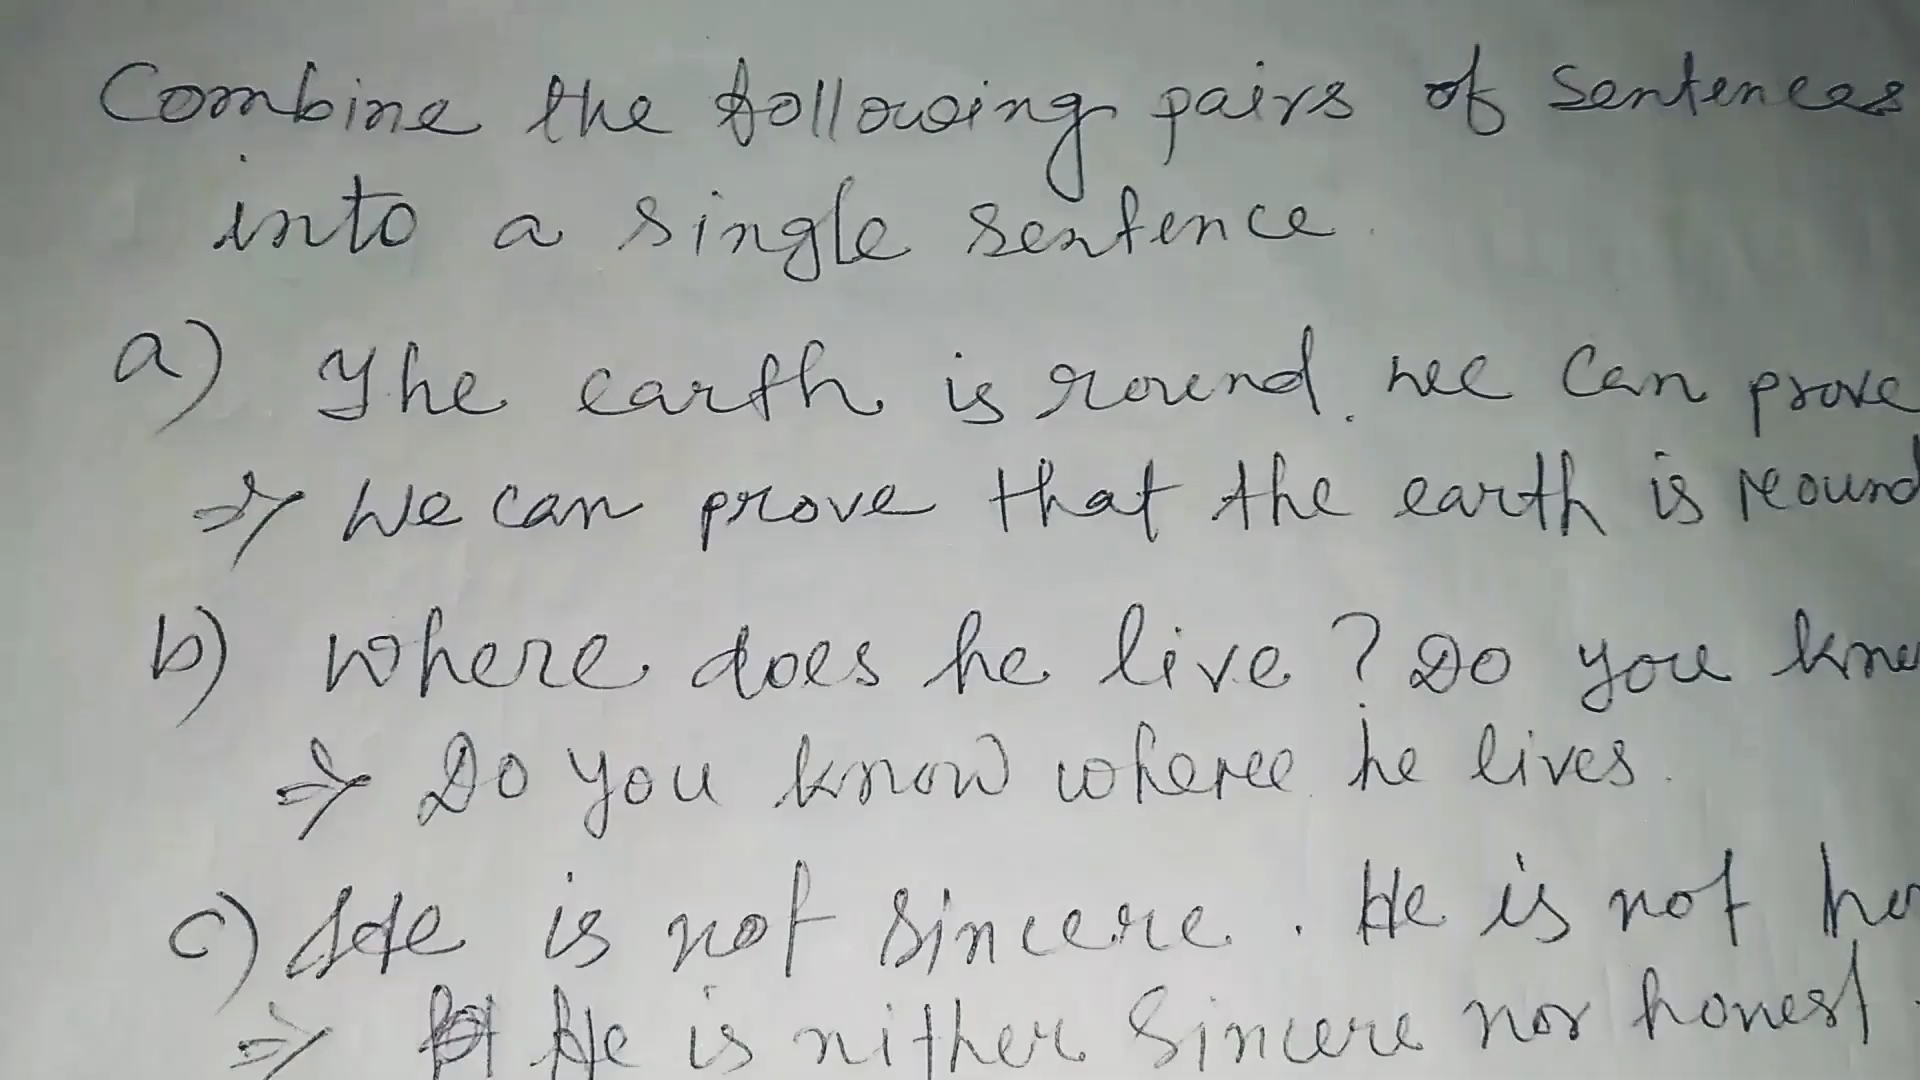 Combine the following pairs of Sentences
into a single sentence.
a) The earth is round. we can prove
=> We can prove that the earth is round
b) where does he live? Do you
=> Do you know where he lives.
c) He is not sincere. He is not
=> He is nither Sincere nor honest.